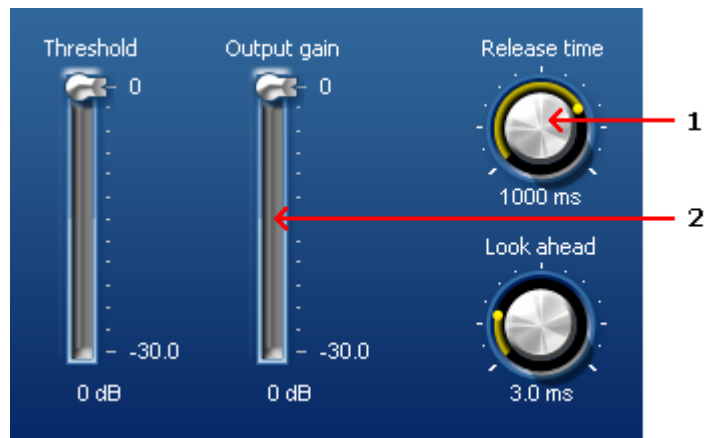 Threshold
Output gain
Release time
0
0
1
1000 ms
2
Look ahead
-30.0
-30.0
0 dB
0 dB
3.0 ms